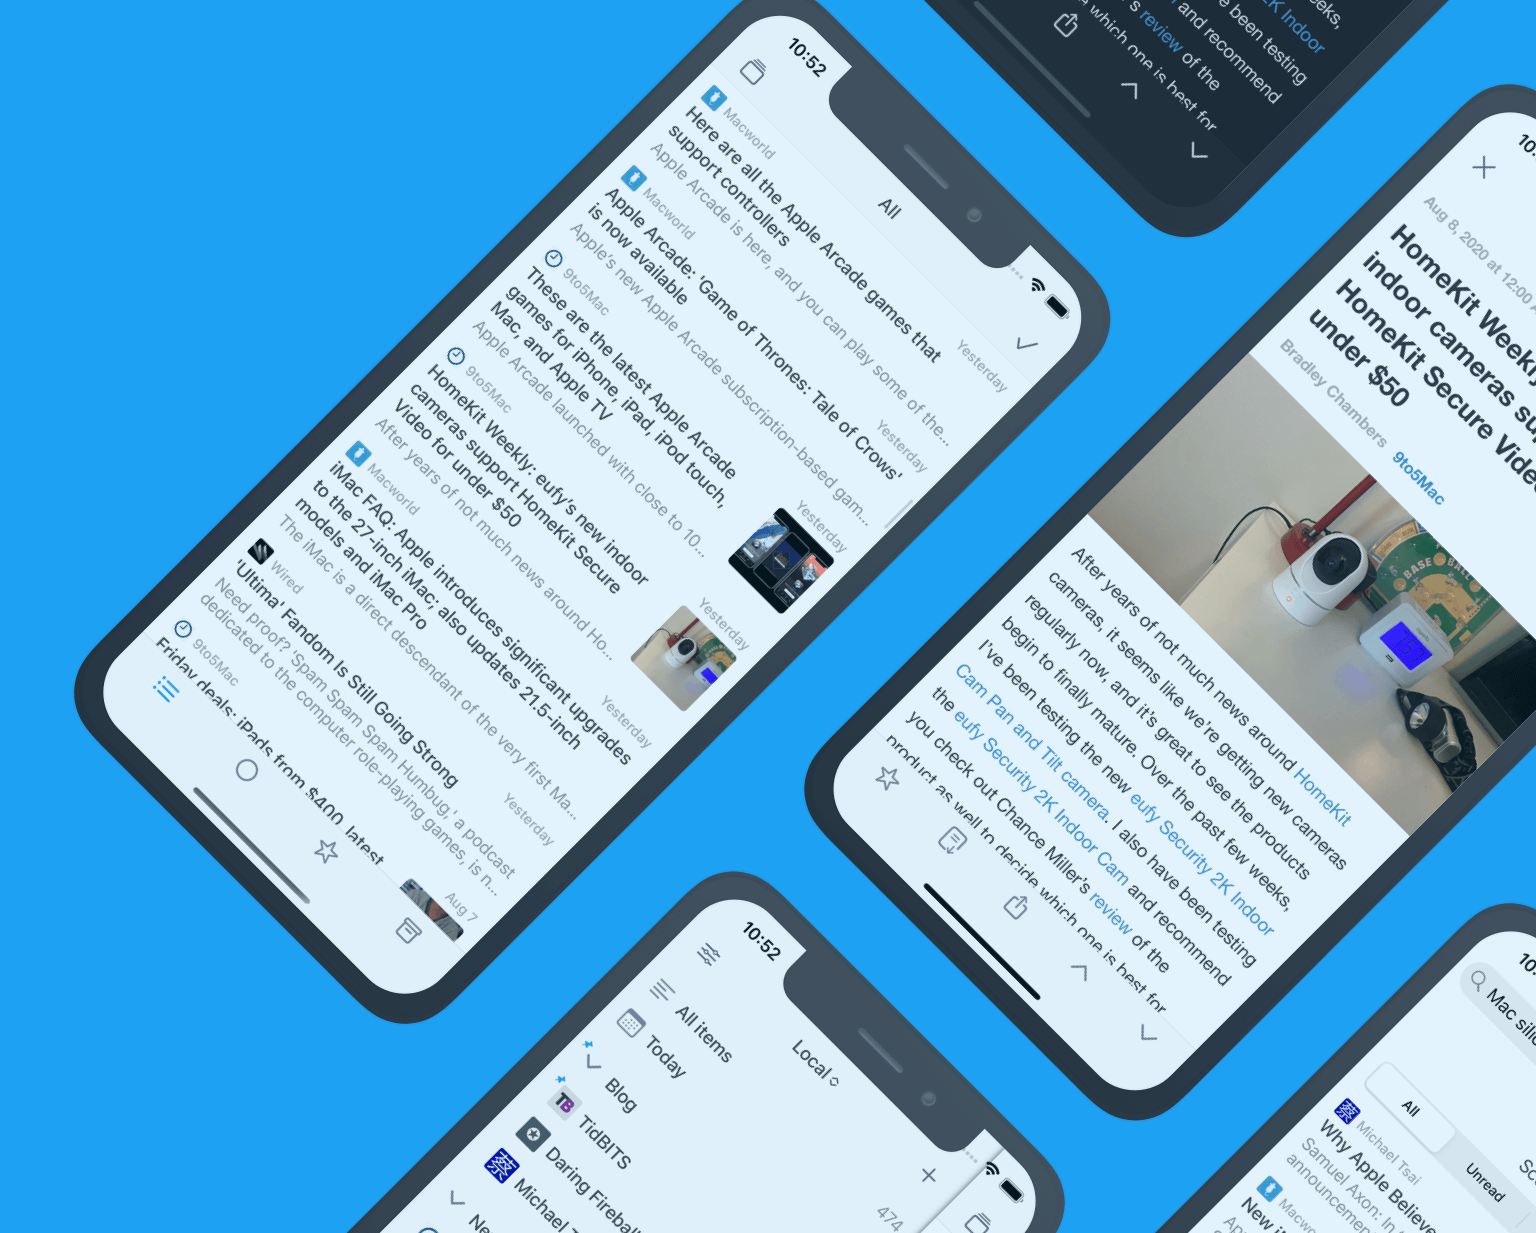 10:52
All
Macworld
Here are all the Apple Arcade games that
support controllers
Yesterday
Apple Arcade is here, and you can play some of the...
Macworld
Apple Arcade: 'Game of Thrones: Tale of Crows'
is now available
Yesterday
Apple's new Apple Arcade subscription-based gam...
9to5Mac
These are the latest Apple Arcade
games for iPhone, iPad, iPod touch,
Mac, and Apple TV
Yesterday
Apple Arcade launched with close to 10...
9to5Mac
HomeKit Weekly: eufy's new indoor
cameras support HomeKit Secure
Video for under $50
Yesterday
After years of not much news around Ho...
Macworld
iMac FAQ: Apple introduces significant upgrades
to the 27-inch iMac; also updates 21.5-inch
models and iMac Pro
Yesterday
The iMac is a direct descendant of the very first Ma...
Wired
'Ultima' Fandom Is Still Going Strong
Yesterday
Need proof? 'Spam Spam Spam Humbug,' a podcast
dedicated to the computer role-playing games, is n...
9to5Mac
Friday deals: iPads from $400, latest
Aug 7
2K Indoor
have been testing
review of the
and recommend
which one is best for
10:
Aug 8, 2020 at 12:00
HomeKit Weekly
indoor cameras su
HomeKit Secure Video
under $50
Bradley Chambers 9to5Mac
BASE BALL
After years of not much news around HomeKit
cameras, it seems like we're getting new cameras
regularly now, and it's great to see the products
begin to finally mature. Over the past few weeks,
I've been testing the new eufy Security 2K Indoor
Cam Pan and Tilt camera. I also have been testing
the eufy Security 2K Indoor Cam and recommend
you check out Chance Miller's review of the
product as well to decide which one is best for
10:52
Local
All items
Today
Blog
TB TidBITS
Daring Fireball
蔡 Michael T
Ne
474
10:
Mac silic
All
Unread
蔡 Michael Tsai
Why Apple Believe
Samuel Axon: In
announcemen
Macwo
New i